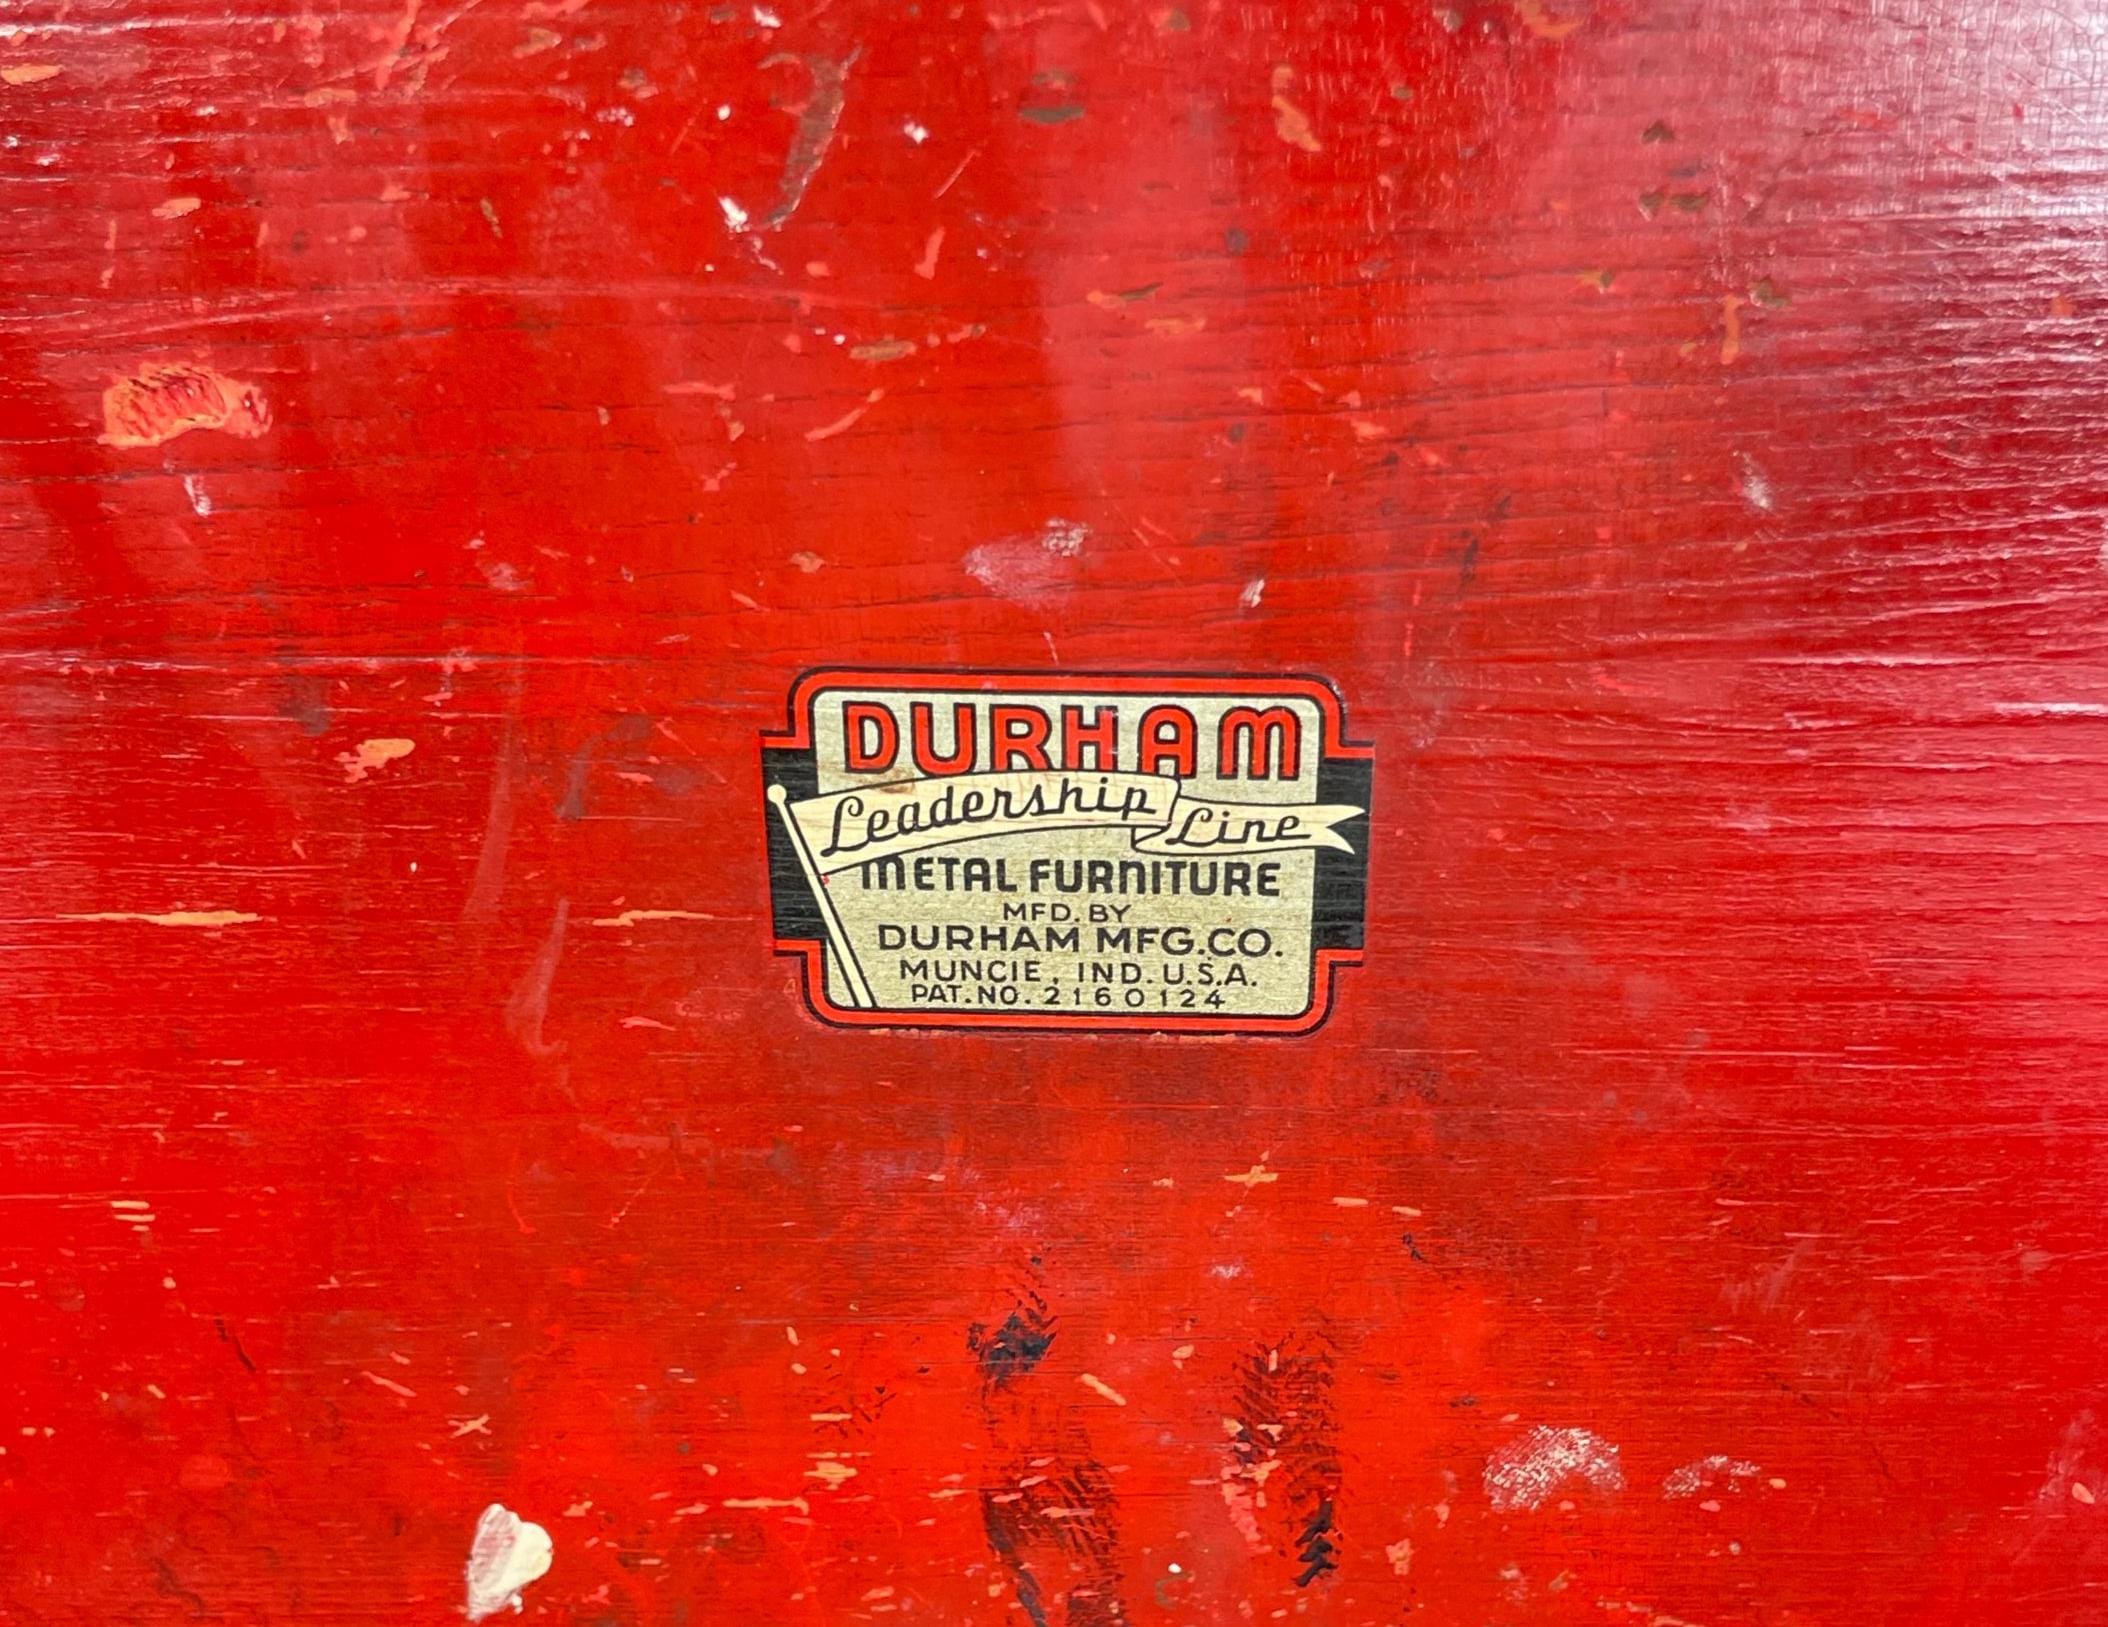 DURHAM
Leadership Line
METAL FURNITURE
MFD. BY
DURHAM MFG.CO.
MUNCIE, IND. U.S.A.
PAT. NO. 2160124